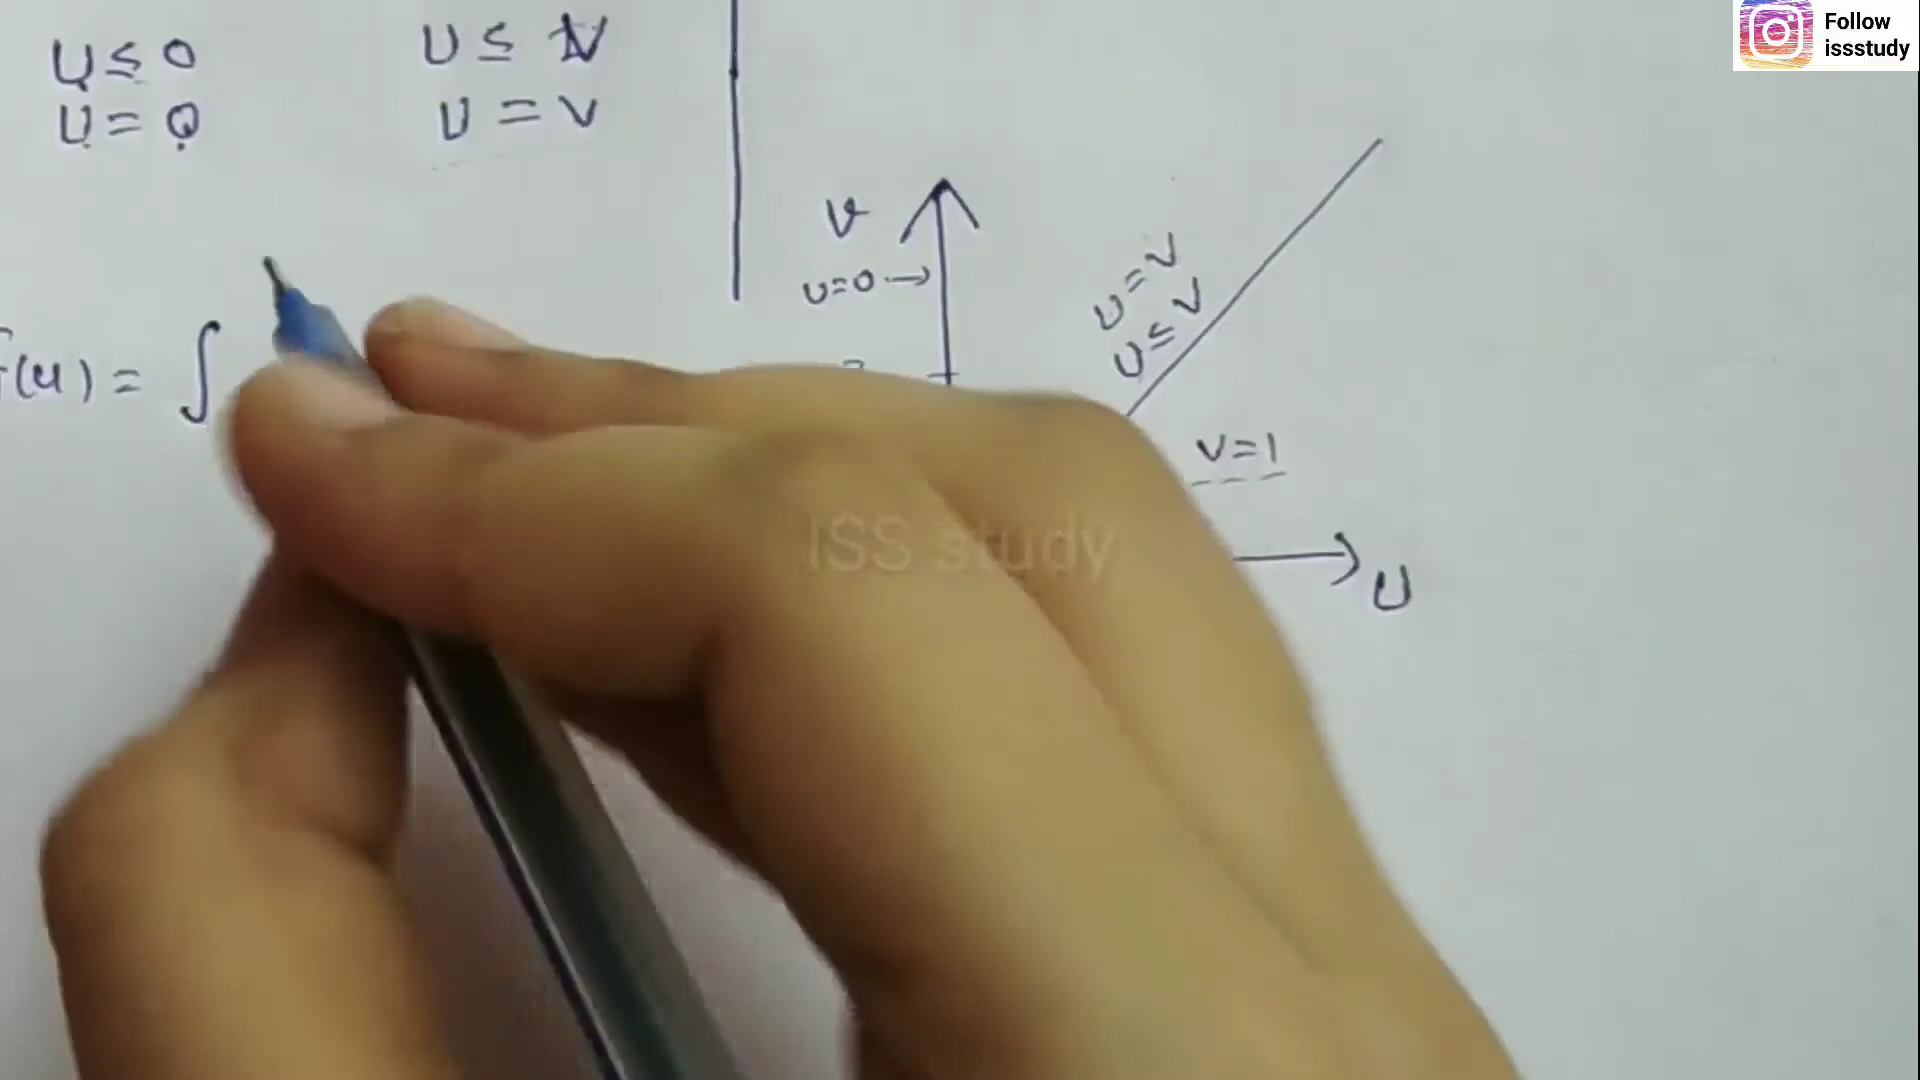 Follow
issstudy
U ≤ 0
U = 0
U ≤ V
U = V
V
U=0 →
U = V
U ≤ V
f(u) = ∫
V=1
ISS study
U